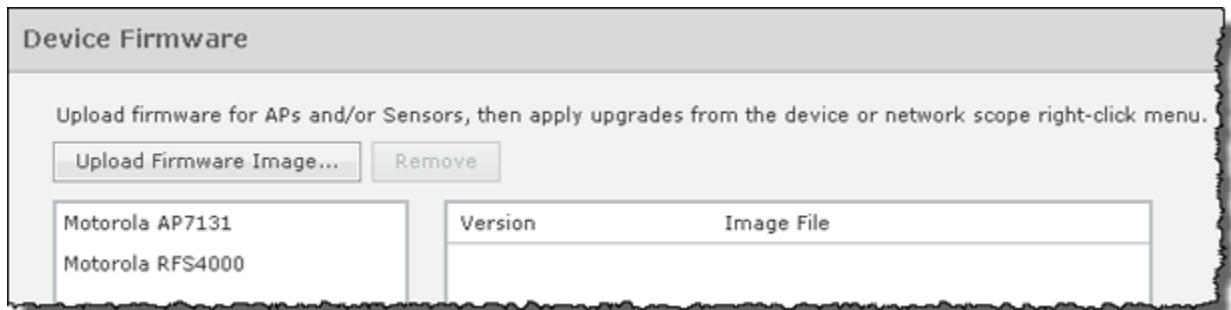 Device Firmware
Upload firmware for APs and/or Sensors, then apply upgrades from the device or network scope right-click menu.
Upload Firmware Image... Remove
Motorola AP7131
Motorola RFS4000
Version Image File